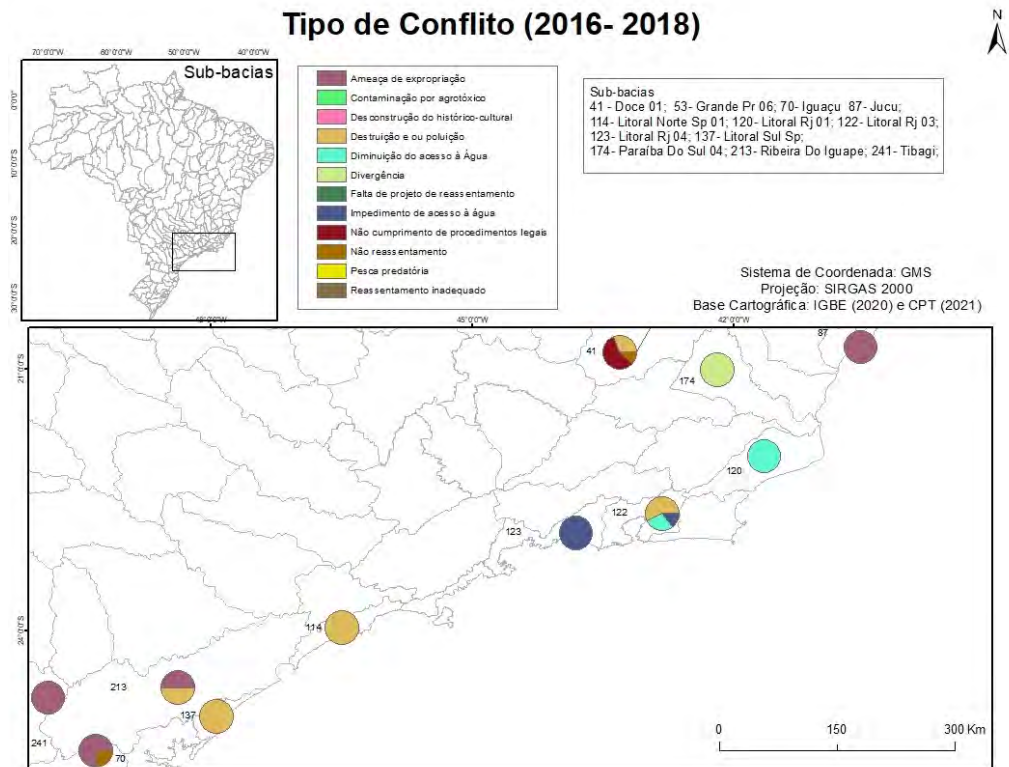 Tipo de Conflito (2016- 2018)
N
70°0'0"W 60°0'0"W 50°0'0"W 40°0'0"W
Sub-bacias
0°0'0"
10°0'0"S
20°0'0"S
30°0'0"S
Ameaça de expropriação
Contaminação por agrotóxico
Desconstrução do histórico-cultural
Destruição e ou poluição
Diminuição do acesso à Água
Divergência
Falta de projeto de reassentamento
Impedimento de acesso à água
Não cumprimento de procedimentos legais
Não reassentamento
Pesca predatória
Reassentamento inadequado
Sub-bacias
41 - Doce 01; 53- Grande Pr 06; 70- Iguaçu 87- Jucu;
114- Litoral Norte Sp 01; 120- Litoral Rj 01; 122- Litoral Rj 03;
123- Litoral Rj 04; 137- Litoral Sul Sp;
174- Paraíba Do Sul 04; 213- Ribeira Do Iguape; 241- Tibagi;
Sistema de Coordenada: GMS
Projeção: SIRGAS 2000
Base Cartográfica: IGBE (2020) e CPT (2021)
48°0'0"W 45°0'0"W 42°0'0"W
21°0'0"S
24°0'0"S
87
41
174
120
122
123
114
213
137
241
70
0 150 300 Km